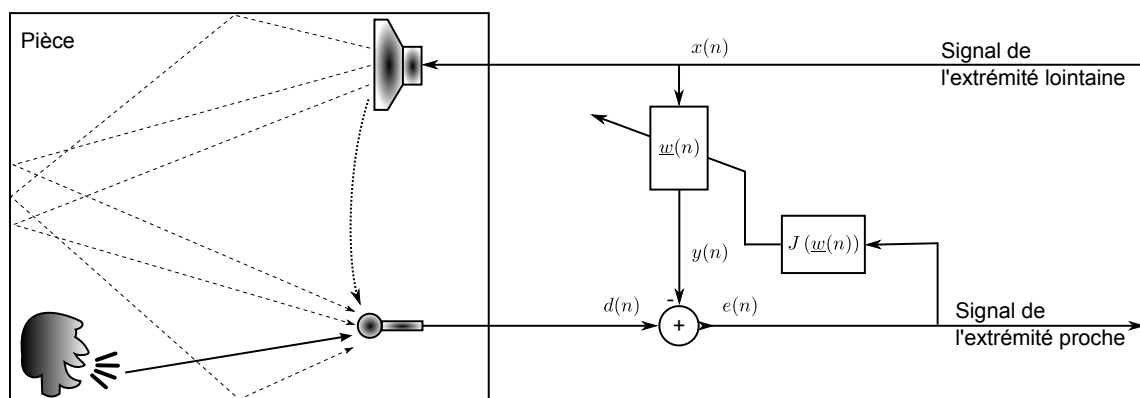 Pièce
x(n)
Signal de
l'extrémité lointaine
w(n)
J (w(n))
y(n)
d(n)
-
+
e(n)
Signal de
l'extrémité proche